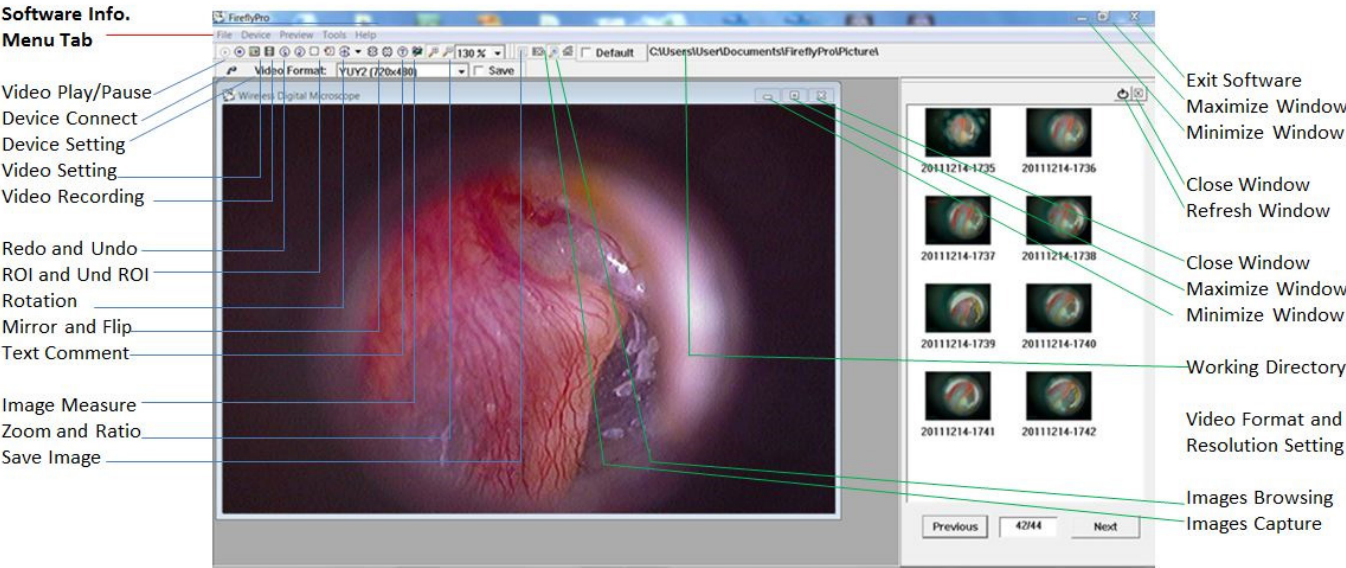 Software Info.
Menu Tab
Video Play/Pause
Device Connect
Device Setting
Video Setting
Video Recording
Redo and Undo
ROI and Und ROI
Rotation
Mirror and Flip
Text Comment
Image Measure
Zoom and Ratio
Save Image
FireflyPro
File Device Preview Tools Help
130 % Default C:\Users\User\Documents\FireflyPro\Picture\
Video Format: YUY2 (720x480) Save
Wireless Digital Microscope
20111214-1735 20111214-1736
20111214-1737 20111214-1738
20111214-1739 20111214-1740
20111214-1741 20111214-1742
Previous 42/44 Next
Exit Software
Maximize Window
Minimize Window
Close Window
Refresh Window
Close Window
Maximize Window
Minimize Window
Working Directory
Video Format and
Resolution Setting
Images Browsing
Images Capture